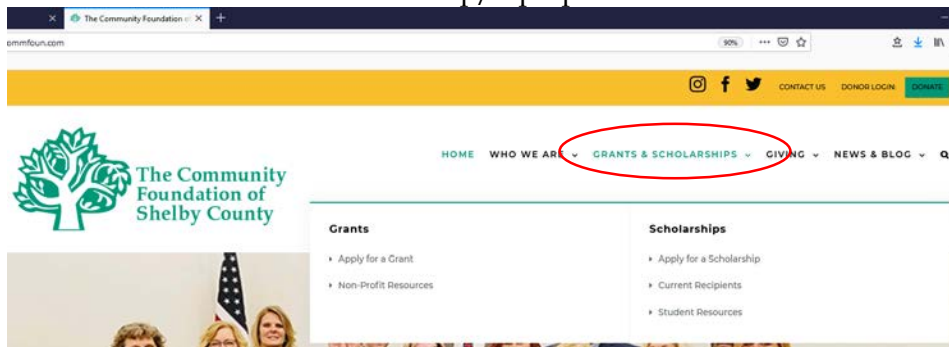 The Community Foundation of
ommfoun.com
90%
CONTACT US DONOR LOGIN DONATE
HOME WHO WE ARE GRANTS & SCHOLARSHIPS GIVING NEWS & BLOG
The Community
Foundation of
Shelby County
Grants
Apply for a Grant
Non-Profit Resources
Scholarships
Apply for a Scholarship
Current Recipients
Student Resources